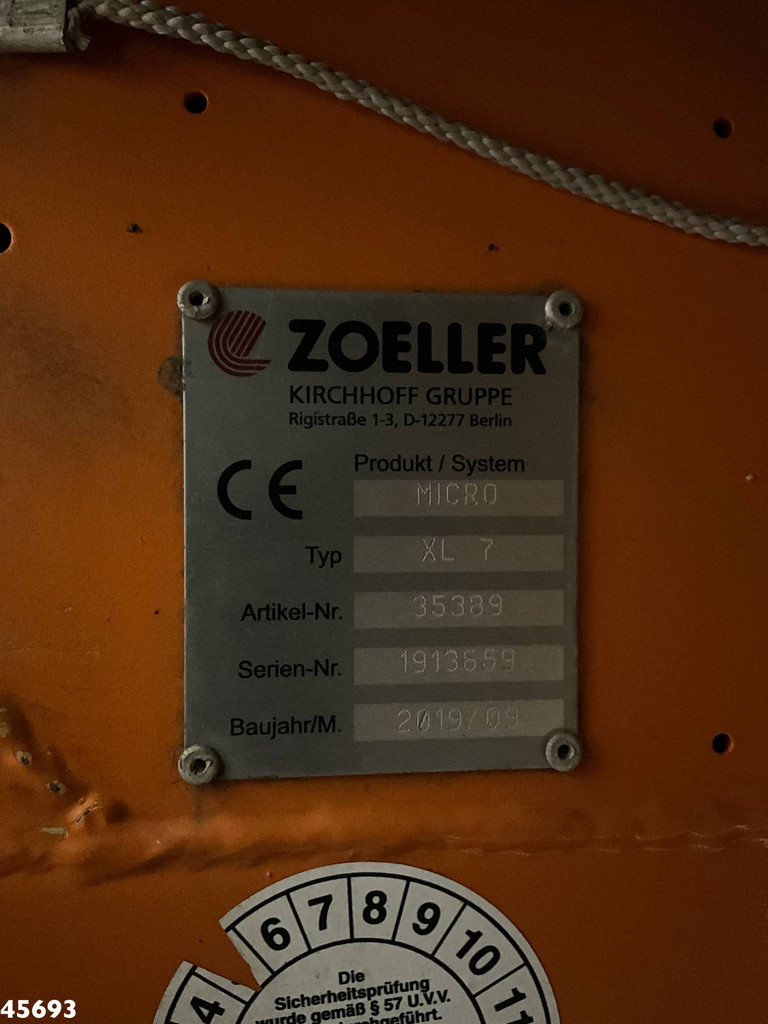 ZOELLER
KIRCHHOFF GRUPPE
Rigistraße 1-3, D-12277 Berlin
CE
Produkt / System
MICRO
Typ XL 7
Artikel-Nr. 35389
Serien-Nr. 1913659
Baujahr/M. 2019/09
4 6 7 8 9 10 11
Die
Sicherheitsprüfung
wurde gemäß § 57 U.V.V.
45693